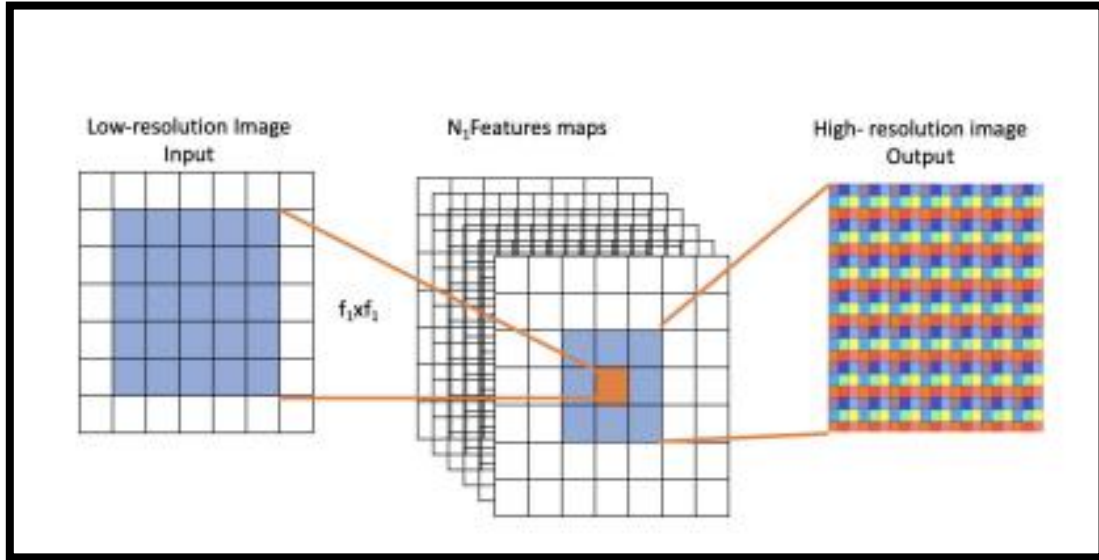 Low-resolution Image
Input
N₁Features maps
High- resolution image
Output
f₁xf₁